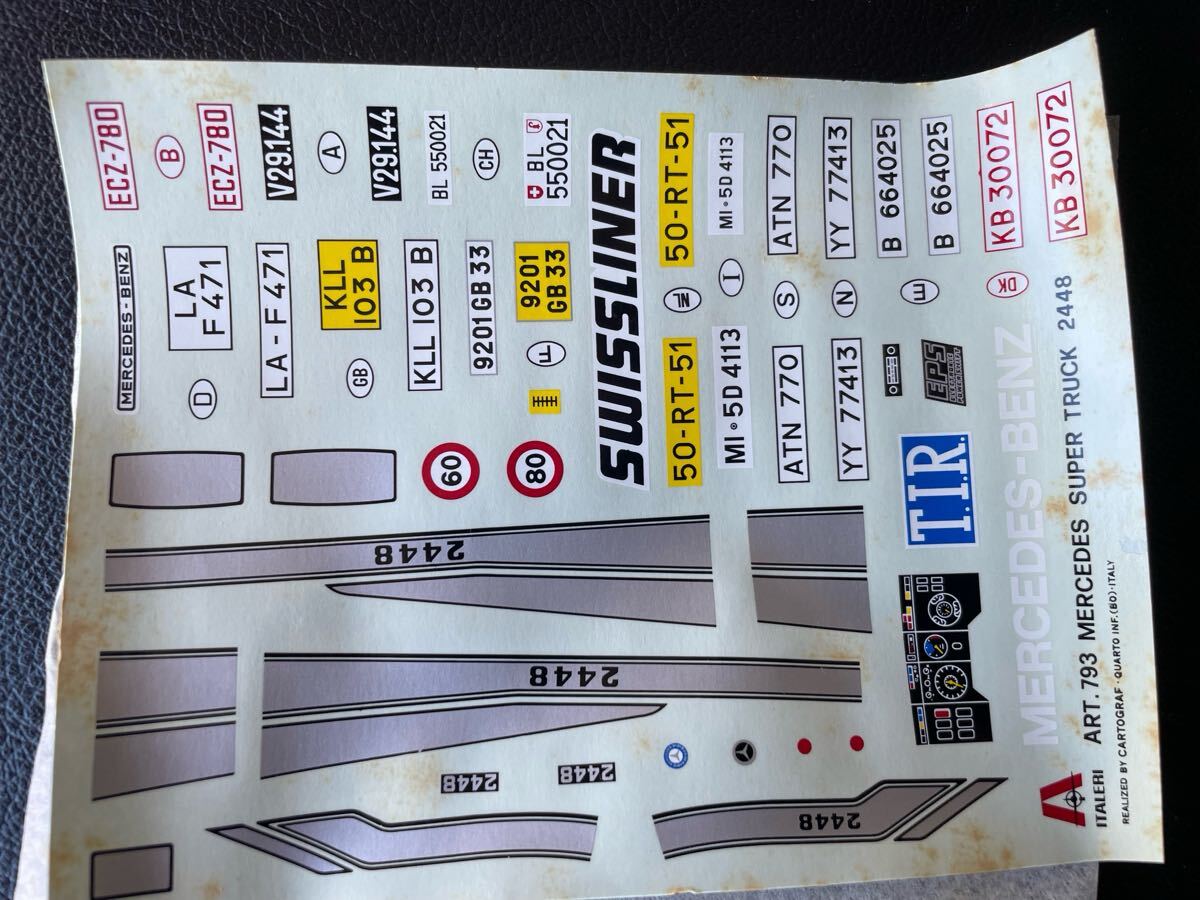 ECZ-780
B
ECZ-780
V29.144
A
V29.144
BL 550021
CH
BL
550021
MERCEDES-BENZ
LA
F 471
D
LA-F 471
KLL
103 B
GB
KLL 103 B
9201 GB 33
9201
GB 33
F
SWISSLINER
50-RT-51
NL
50-RT-51
MI·5D 4113
I
MI·5D 4113
ATN 770
S
ATN 770
YY 77413
N
YY 77413
B 664025
B 664025
E
KB 30072
DK
KB 30072
EPS
T.I.R.
60
80
2448
2448
2448
2448
2448
MERCEDES-BENZ
ITALERI
ART. 793 MERCEDES SUPER TRUCK 2448
REALIZED BY CARTOGRAF · QUARTO INF.(BO)·ITALY